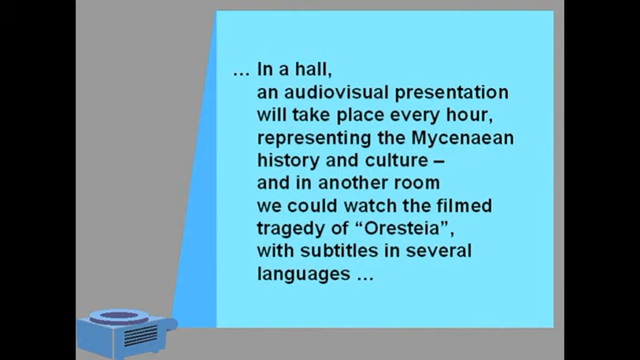 … In a hall,
an audiovisual presentation
will take place every hour,
representing the Mycenaean
history and culture –
and in another room
we could watch the filmed
tragedy of “Oresteia”,
with subtitles in several
languages …